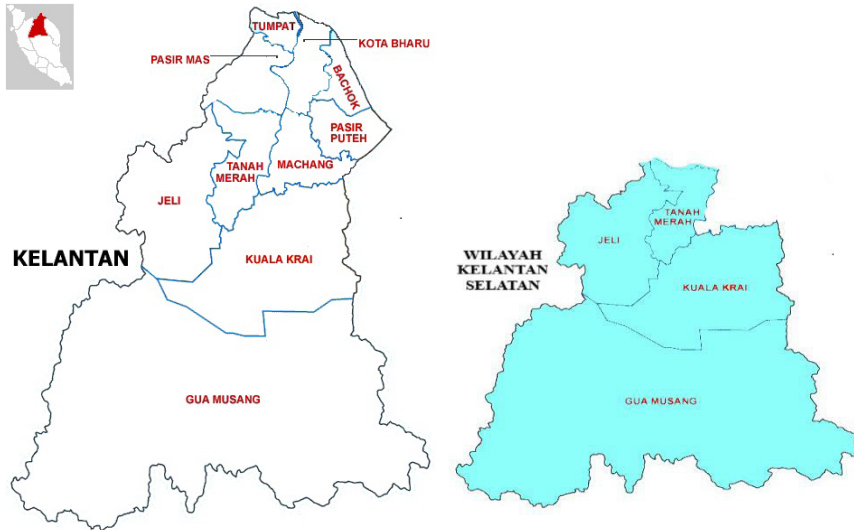 TUMPAT
KOTA BHARU
PASIR MAS
BACHOK
PASIR
PUTEH
TANAH
MERAH
MACHANG
JELI
KELANTAN
KUALA KRAI
GUA MUSANG
WILAYAH
KELANTAN
SELATAN
TANAH
MERAH
JELI
KUALA KRAI
GUA MUSANG